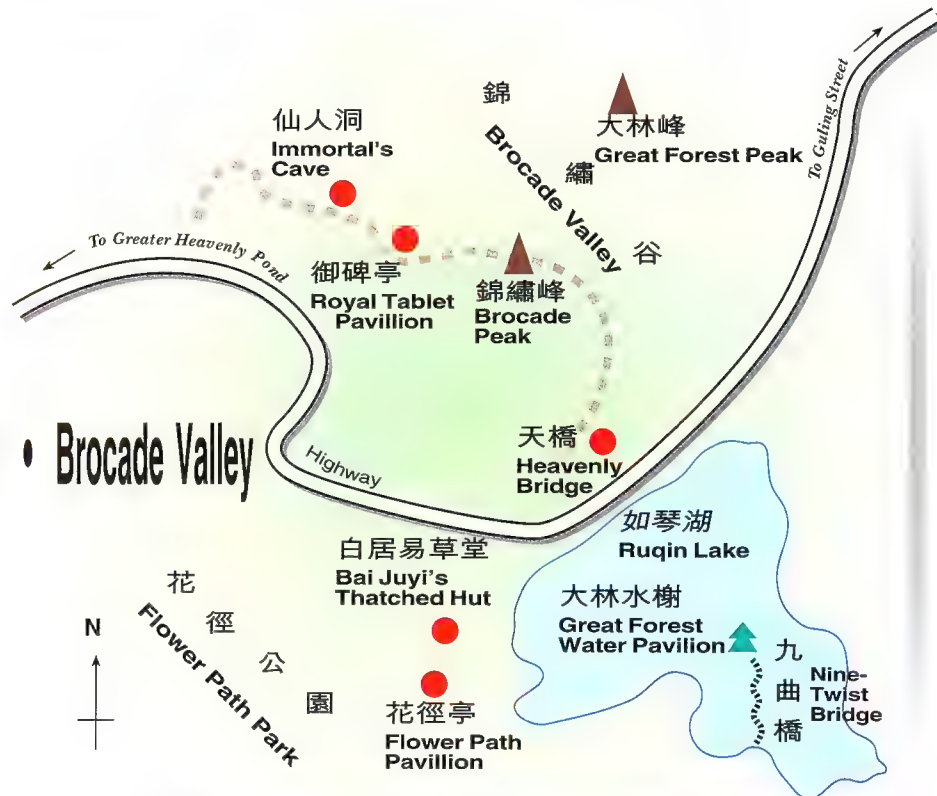 To Guling Street
錦繡谷
Brocade Valley
大林峰
Great Forest Peak
仙人洞
Immortal's
Cave
To Greater Heavenly Pond
御碑亭
Royal Tablet
Pavillion
錦繡峰
Brocade
Peak
• Brocade Valley
Highway
天橋
Heavenly
Bridge
如琴湖
Ruqin Lake
白居易草堂
Bai Juyi's
Thatched Hut
大林水榭
Great Forest
Water Pavilion
九曲橋
Nine-
Twist
Bridge
花徑公園
Flower Path Park
N
花徑亭
Flower Path
Pavillion